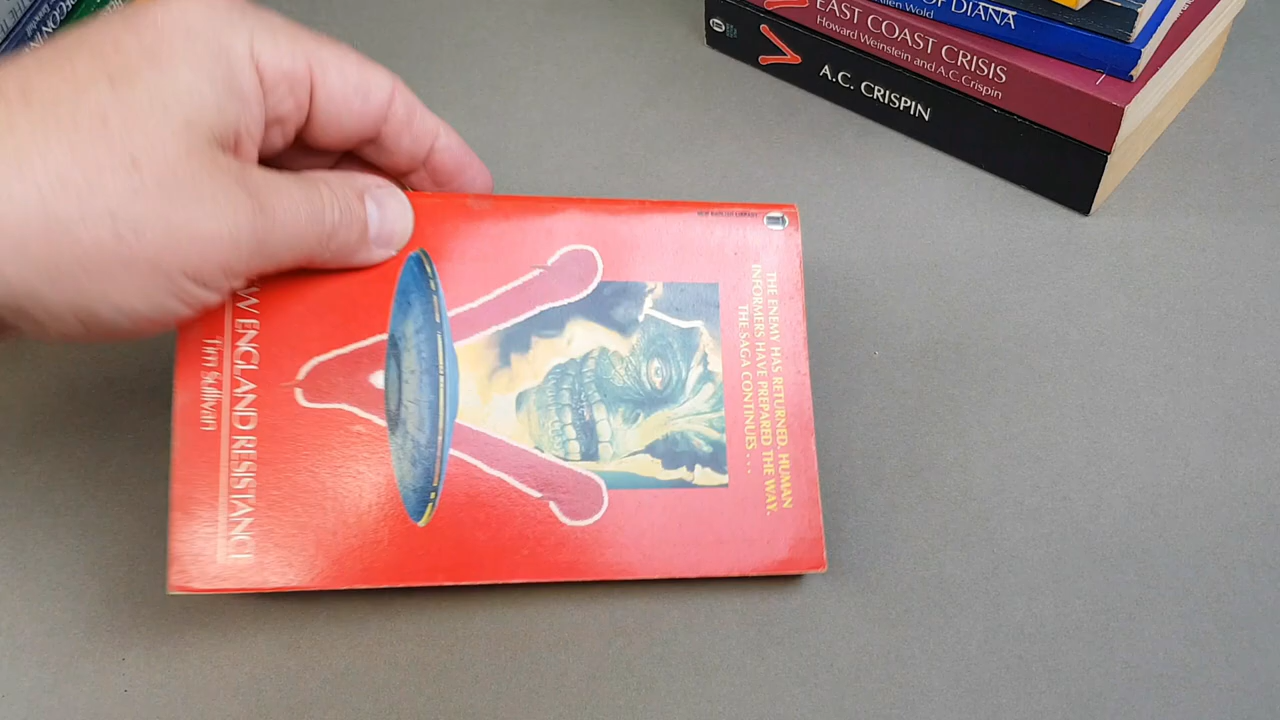 OF DIANA
Allen Wold
EAST COAST CRISIS
Howard Weinstein and A.C. Crispin
V
A.C. CRISPIN
NEW ENGLISH LIBRARY
THE ENEMY HAS RETURNED. HUMAN
INFORMERS HAVE PREPARED THE WAY.
THE SAGA CONTINUES . . .
V
ENGLAND RESISTANCE
Tim Sullivan